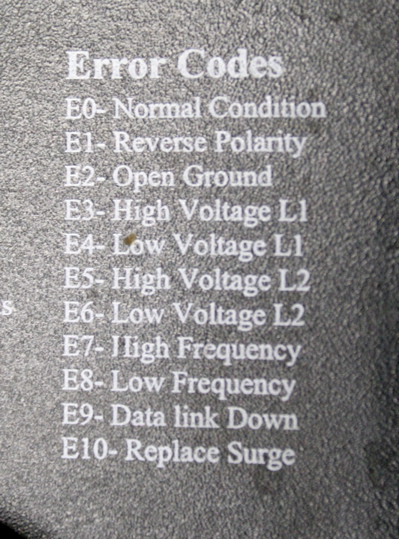 Error Codes
E0- Normal Condition
E1- Reverse Polarity
E2- Open Ground
E3- High Voltage L1
E4- Low Voltage L1
s
E5- High Voltage L2
E6- Low Voltage L2
E7- High Frequency
E8- Low Frequency
E9- Data link Down
E10- Replace Surge